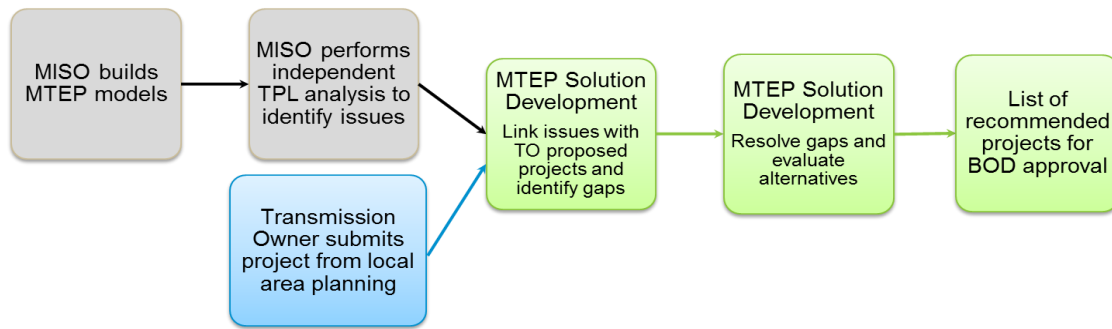 MISO builds
MTEP models
MISO performs
independent
TPL analysis to
identify issues
Transmission
Owner submits
project from local
area planning
MTEP Solution
Development
Link issues with
TO proposed
projects and
identify gaps
MTEP Solution
Development
Resolve gaps and
evaluate
alternatives
List of
recommended
projects for
BOD approval